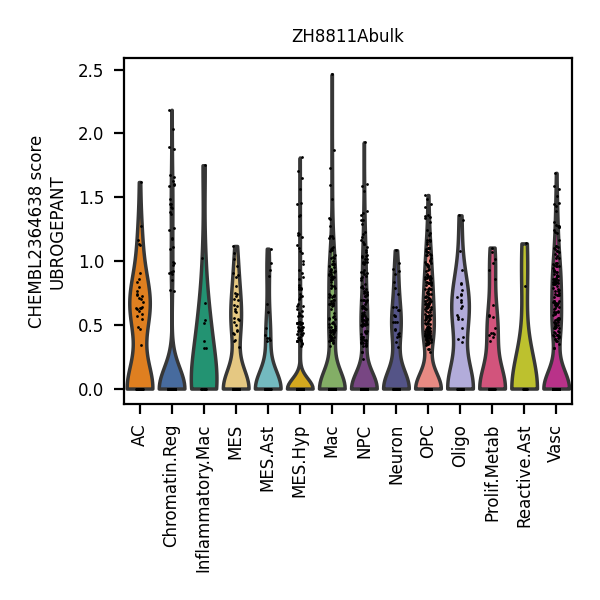 ZH8811Abulk
CHEMBL2364638 score
UBROGEPANT
2.5
2.0
1.5
1.0
0.5
0.0
AC
Chromatin.Reg
Inflammatory.Mac
MES
MES.Ast
MES.Hyp
Mac
NPC
Neuron
OPC
Oligo
Prolif.Metab
Reactive.Ast
Vasc